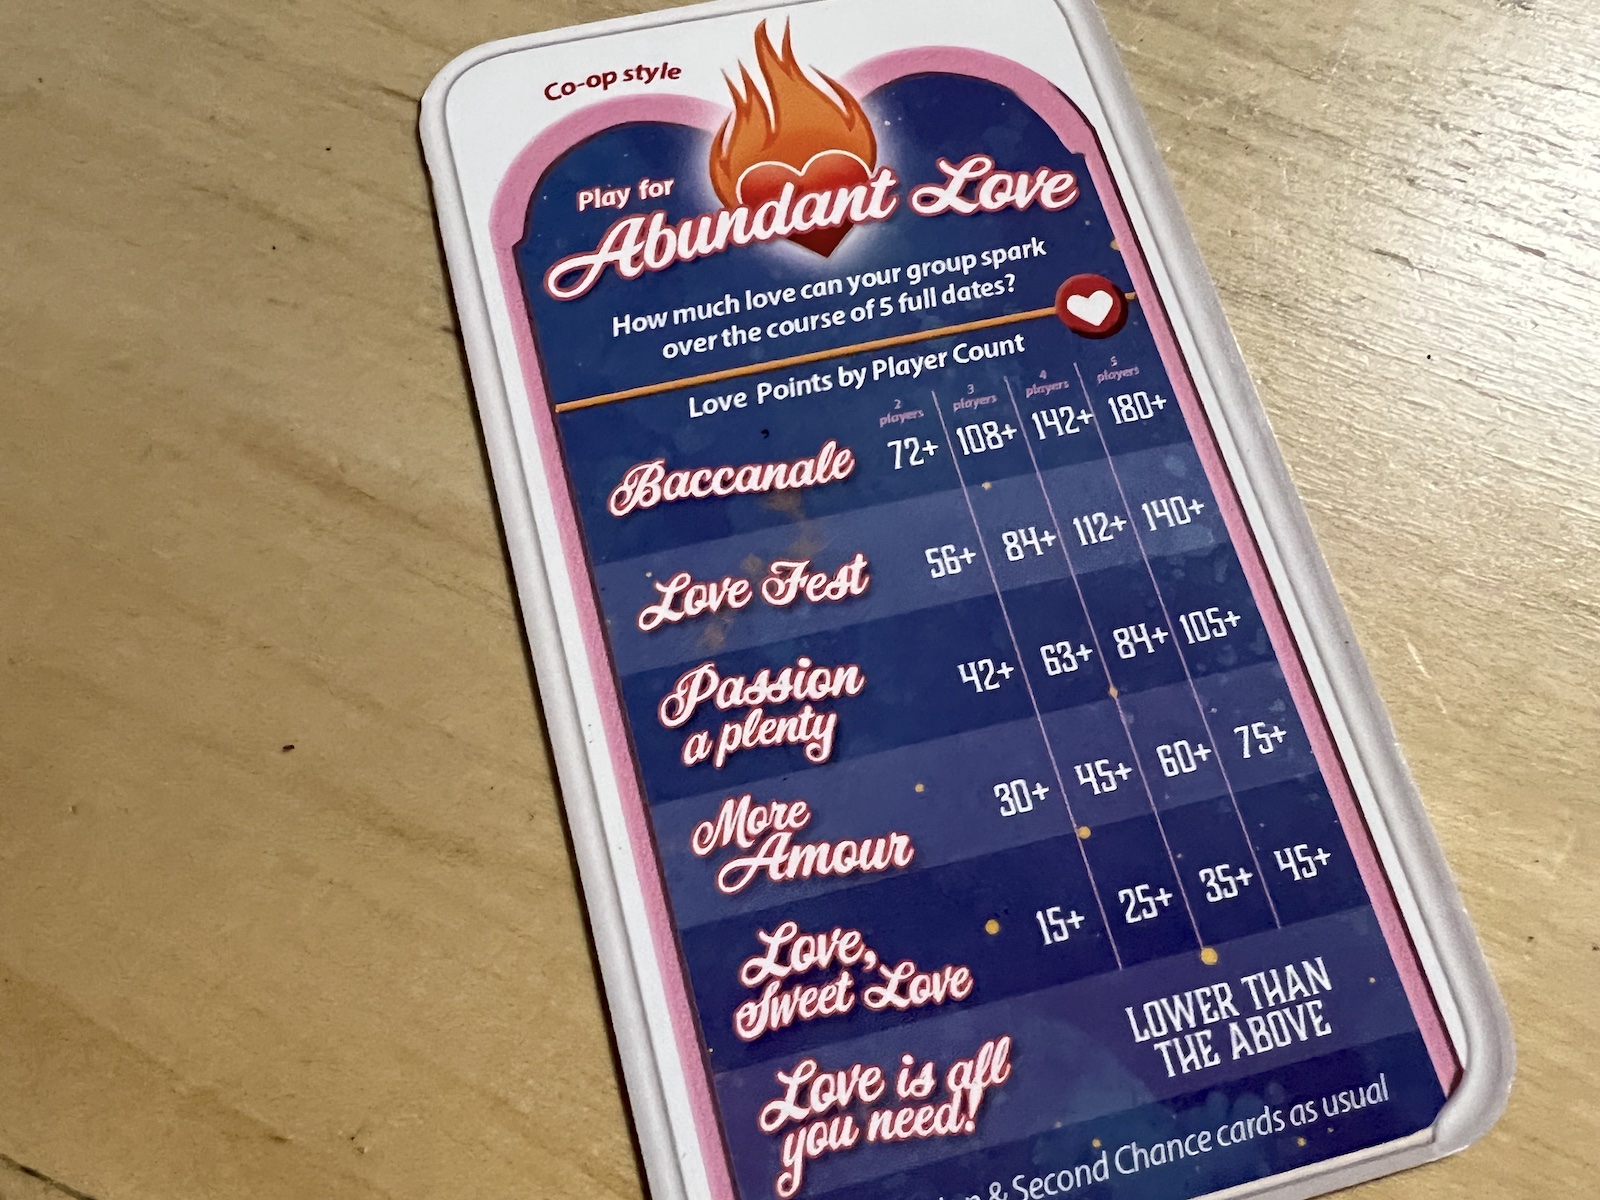 Co-op style
Play for
Abundant Love
How much love can your group spark
over the course of 5 full dates?
Love Points by Player Count
2 players 3 players 4 players 5 players
Baccanale 72+ 108+ 142+ 180+
Love Fest 56+ 84+ 112+ 140+
Passion
a plenty 42+ 63+ 84+ 105+
More
Amour 30+ 45+ 60+ 75+
Love,
Sweet Love 15+ 25+ 35+ 45+
Love is all
you need!
LOWER THAN
THE ABOVE
& Second Chance cards as usual